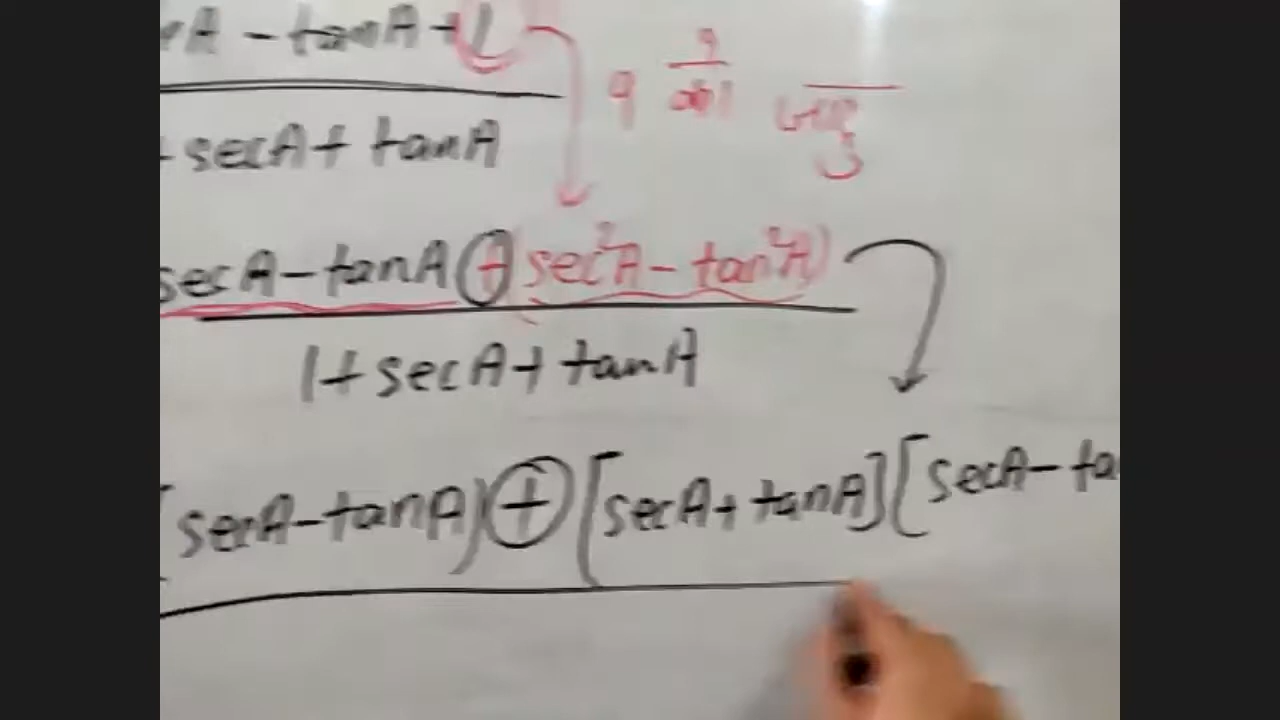 A - tanA + 1
secA + tanA
secA - tanA + (sec²A - tan²A)
1 + secA + tanA
[secA - tanA) + [secA + tanA][secA - ta